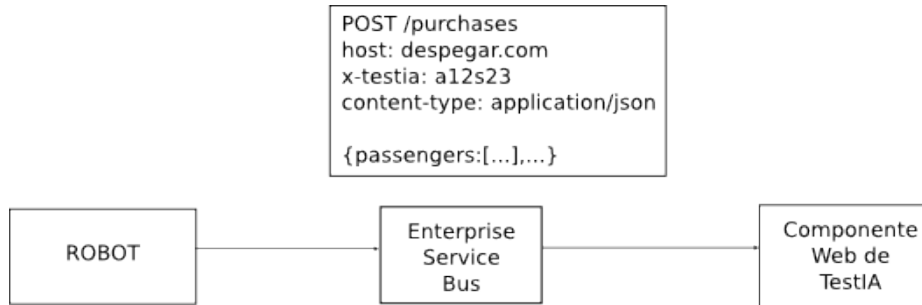 POST /purchases
host: despegar.com
x-testia: a12s23
content-type: application/json
{passengers:[...],...}
ROBOT
Enterprise
Service
Bus
Componente
Web de
TestIA